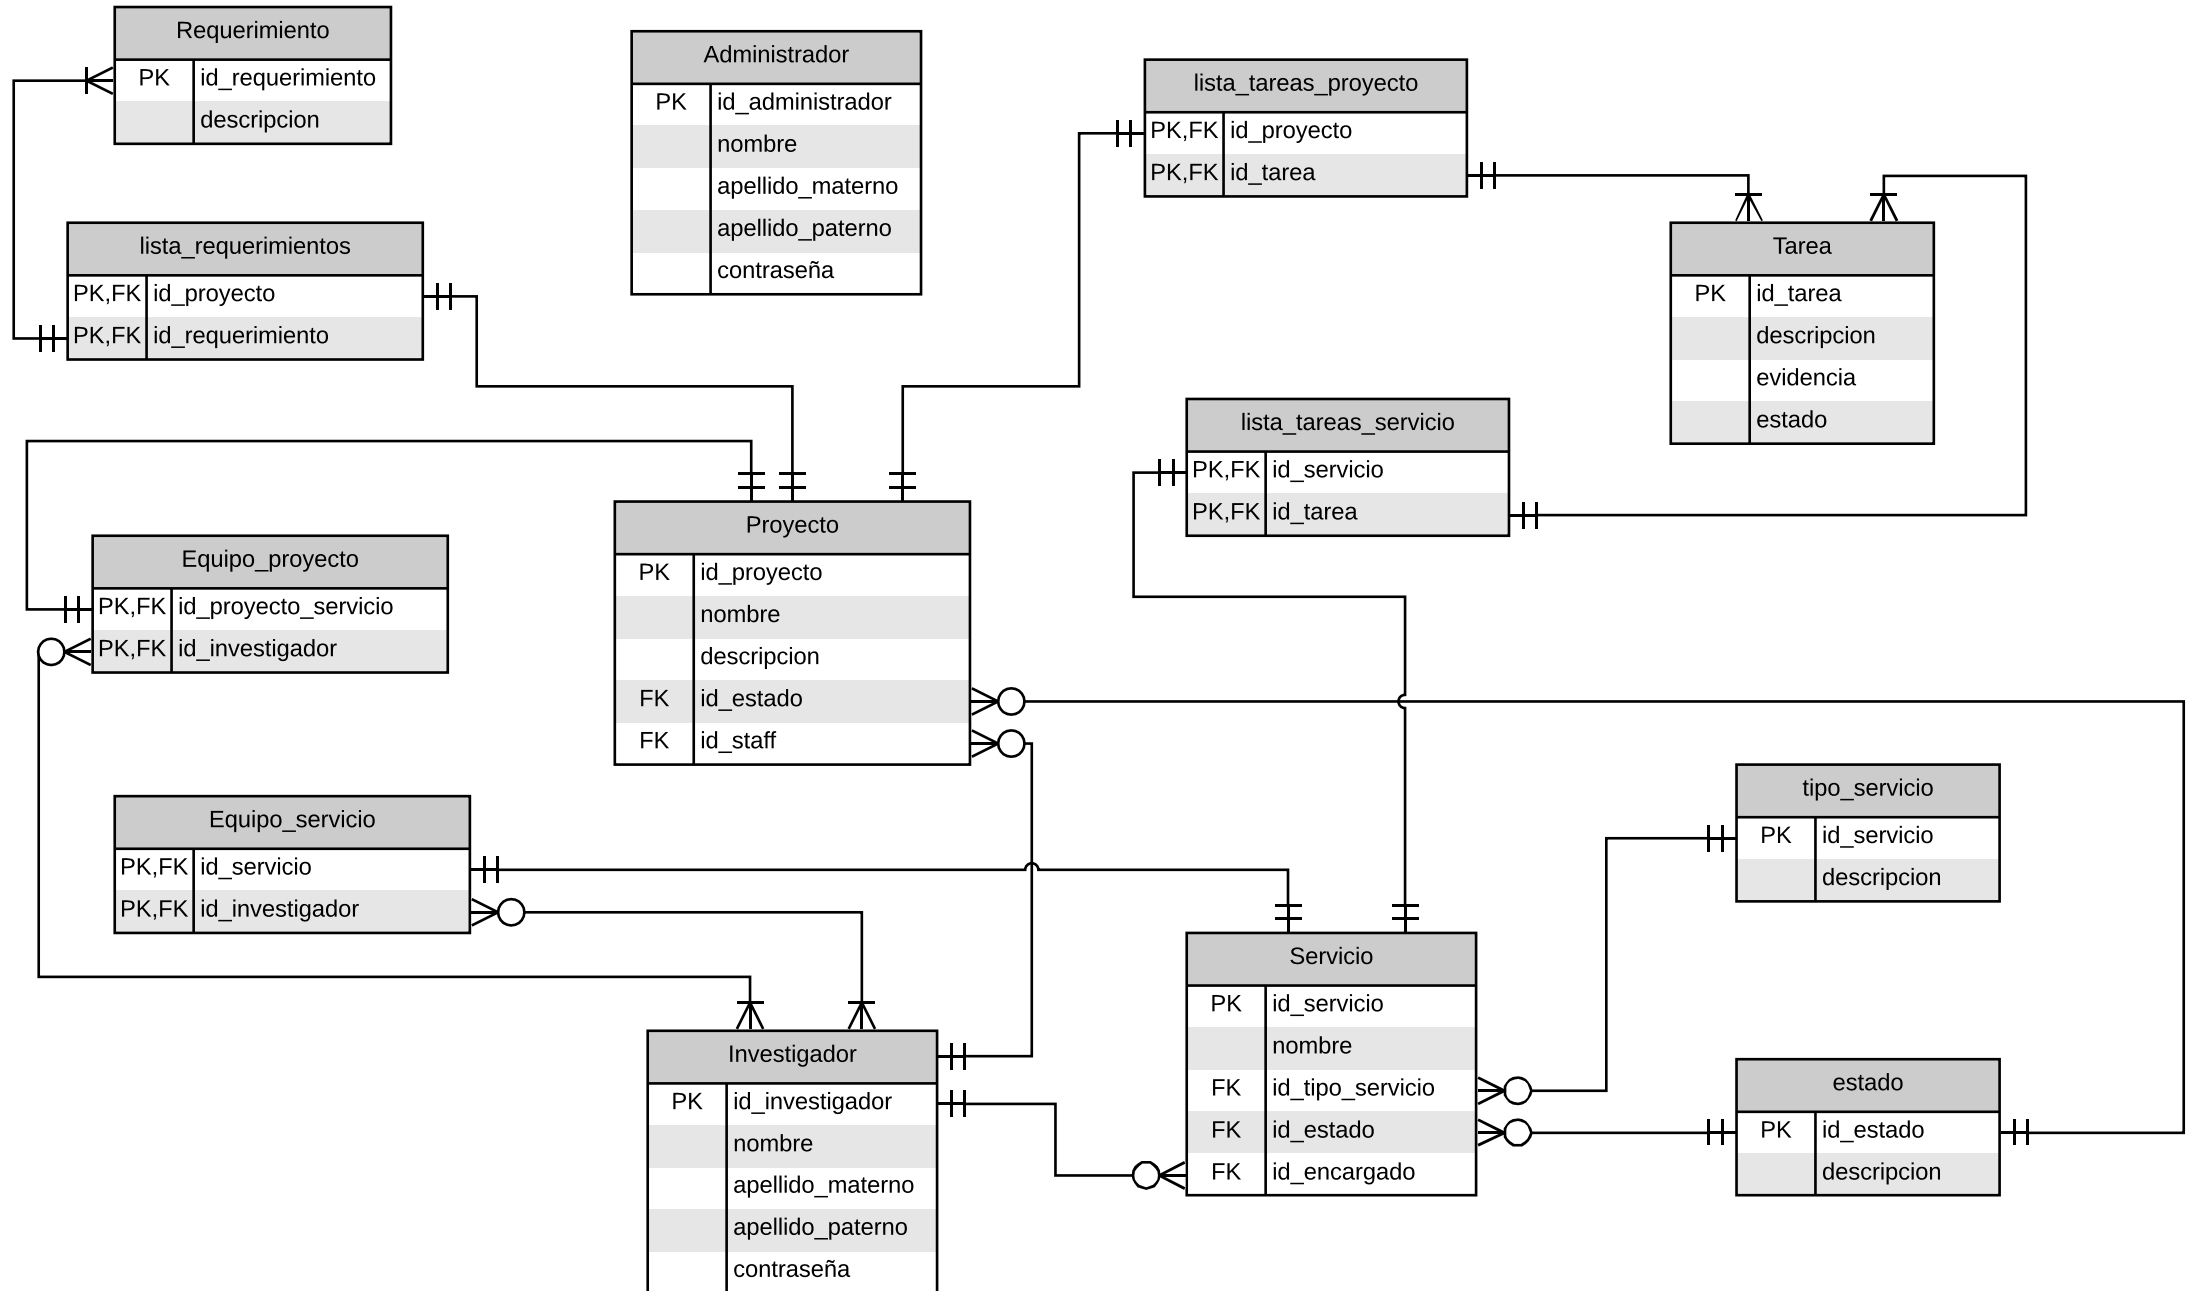 Requerimiento
PK id_requerimiento
descripcion
Administrador
PK id_administrador
nombre
apellido_materno
apellido_paterno
contraseña
lista_tareas_proyecto
PK,FK id_proyecto
PK,FK id_tarea
lista_requerimientos
PK,FK id_proyecto
PK,FK id_requerimiento
Tarea
PK id_tarea
descripcion
evidencia
estado
lista_tareas_servicio
PK,FK id_servicio
PK,FK id_tarea
Proyecto
PK id_proyecto
nombre
descripcion
FK id_estado
FK id_staff
Equipo_proyecto
PK,FK id_proyecto_servicio
PK,FK id_investigador
Equipo_servicio
PK,FK id_servicio
PK,FK id_investigador
tipo_servicio
PK id_servicio
descripcion
Servicio
PK id_servicio
nombre
FK id_tipo_servicio
FK id_estado
FK id_encargado
Investigador
PK id_investigador
nombre
apellido_materno
apellido_paterno
contraseña
estado
PK id_estado
descripcion